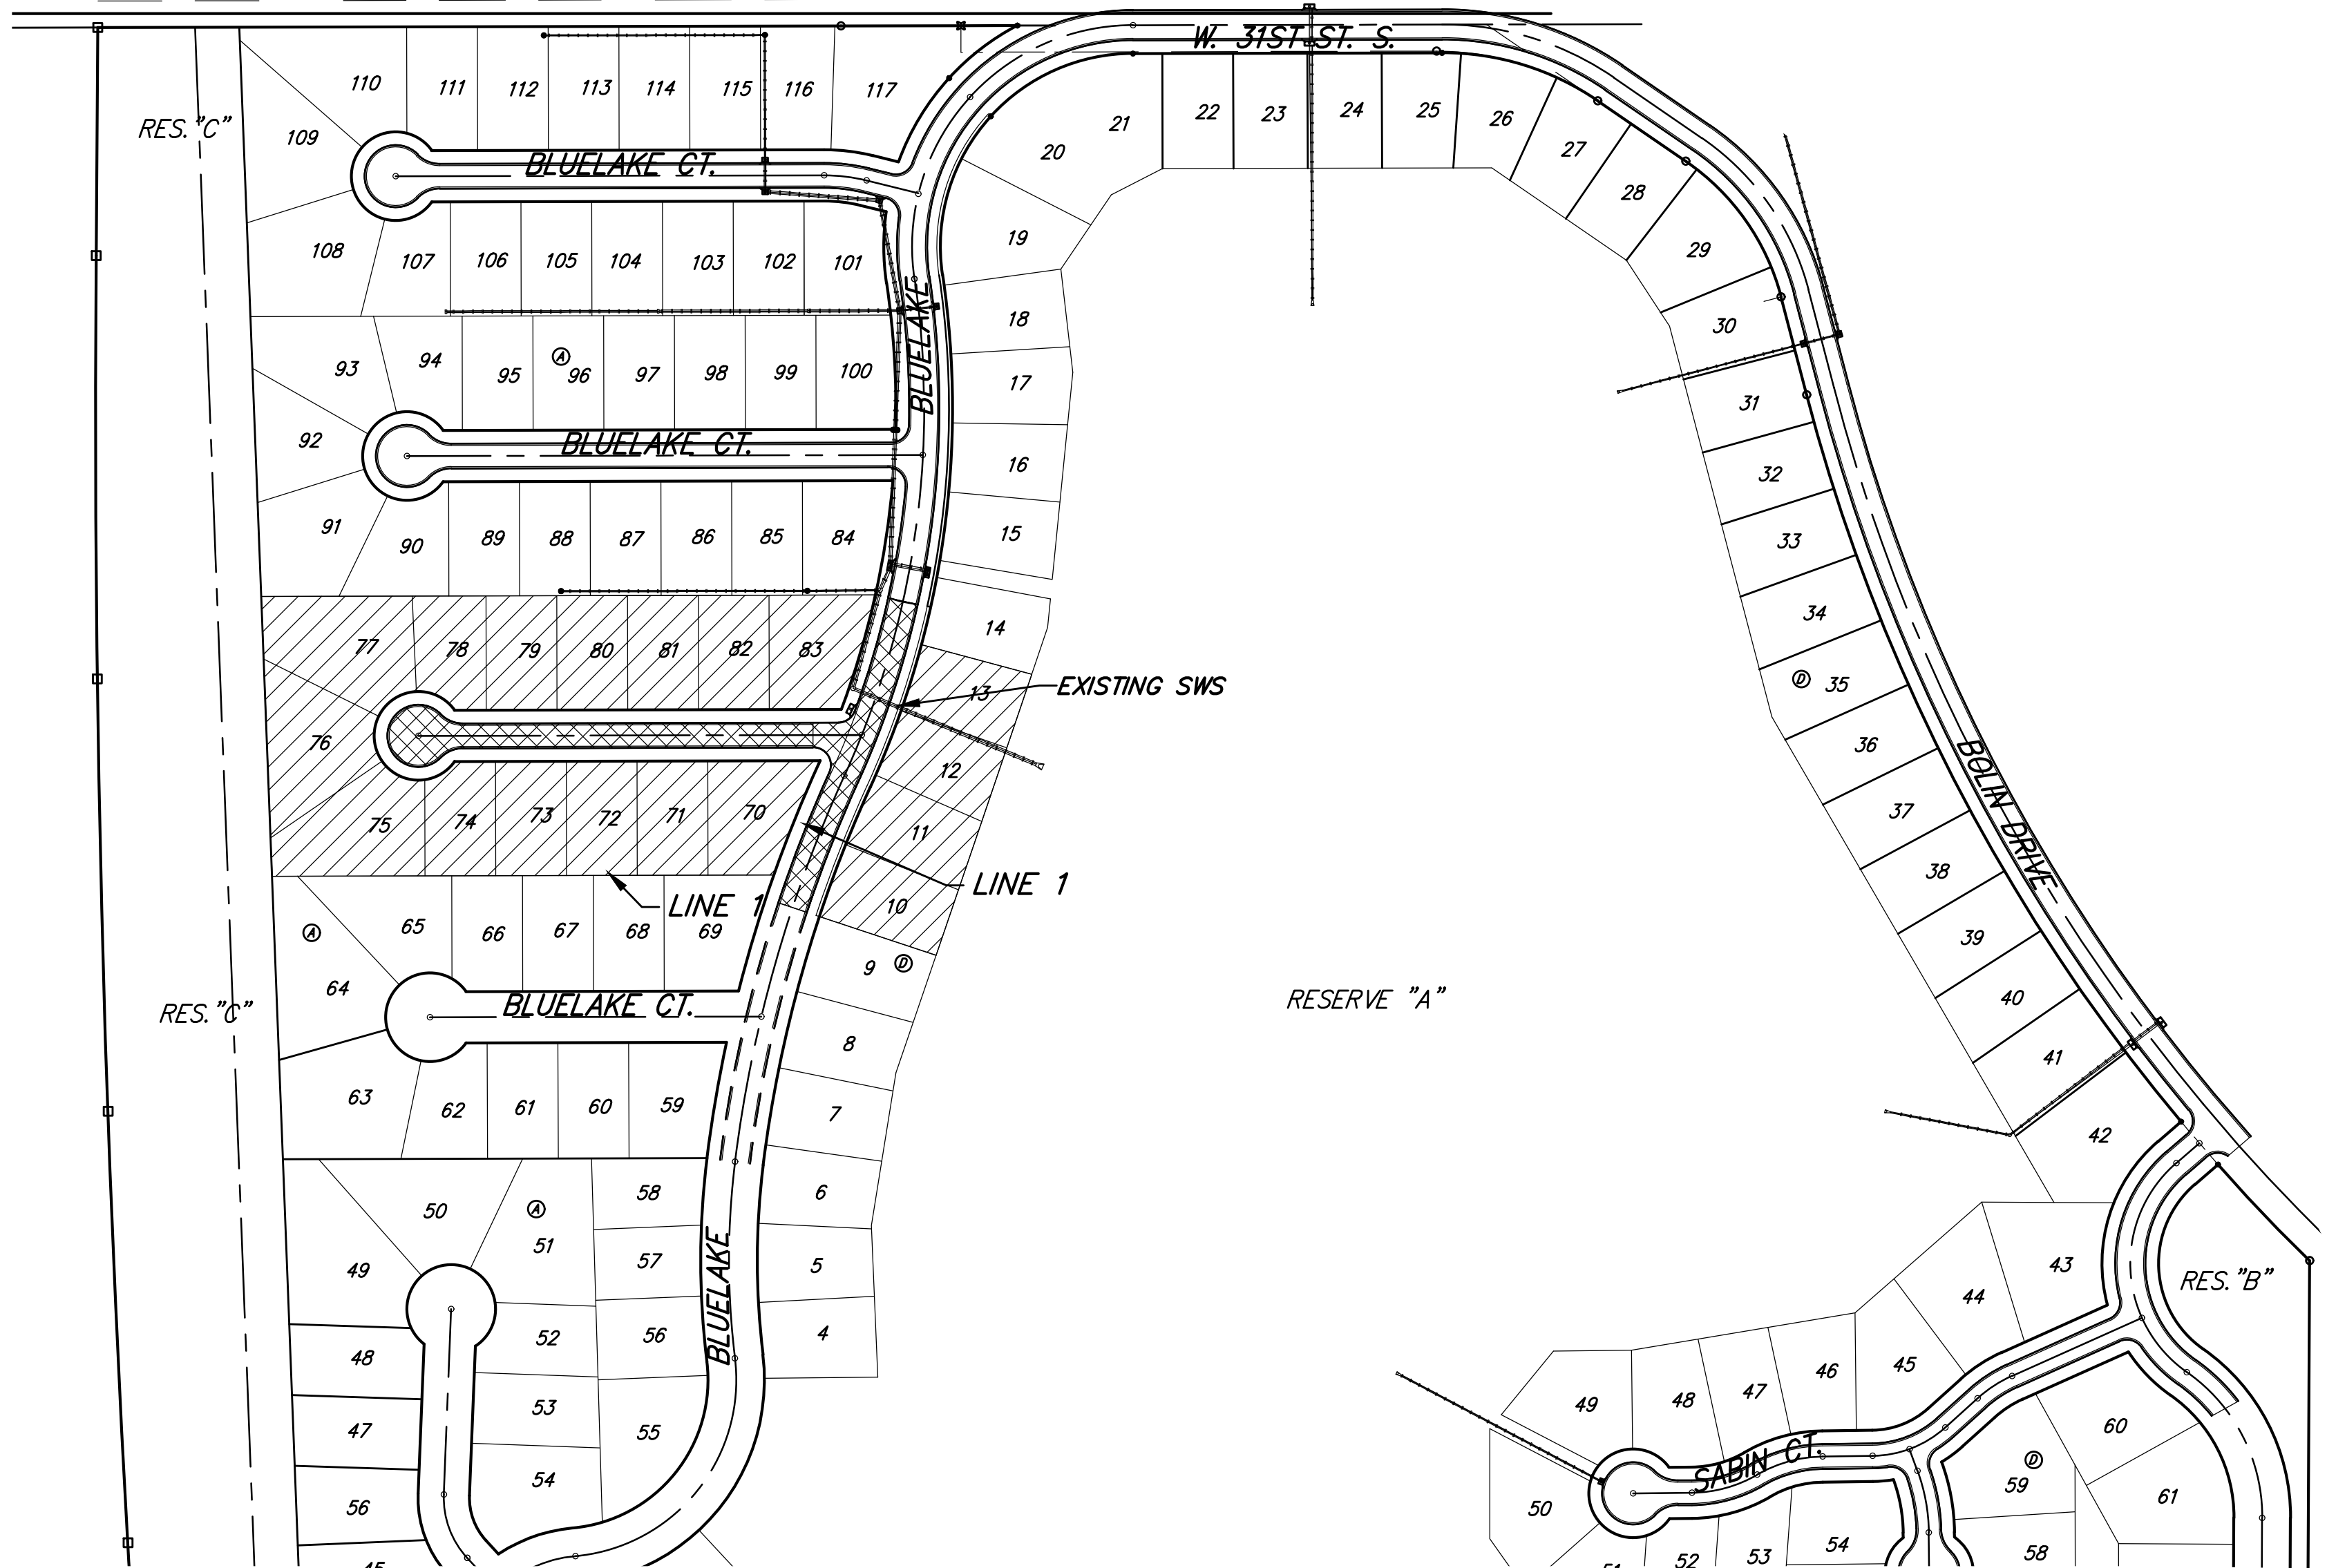 W. 31ST ST. S.
110 111 112 113 114 115 116 117
RES. "C"
109
BLUELAKE CT.
20 21 22 23 24 25 26 27 28 29 30
108 107 106 105 104 103 102 101
19
18
BLUELAKE
93 94 95 Ⓐ 96 97 98 99 100
17
92
BLUELAKE CT.
16
91 90 89 88 87 86 85 84
15
14
31
32
33
34
Ⓓ 35
36
37
38
39
40
41
42
BOLIN DRIVE
77 78 79 80 81 82 83
13
EXISTING SWS
76
12
75 74 73 72 71 70
11
LINE 1
LINE 1
10
65 66 67 68 69
Ⓐ
64
9 Ⓓ
RES. "C"
BLUELAKE CT.
RESERVE "A"
8
63 62 61 60 59
7
50 Ⓐ 51 58
6
49 57
5
BLUELAKE
48 52 56
4
47 53 55
56 54
45
43
RES. "B"
44
45
46
47
48
49
SABIN CT.
50
51 52 53 54
60
Ⓓ
59
61
58